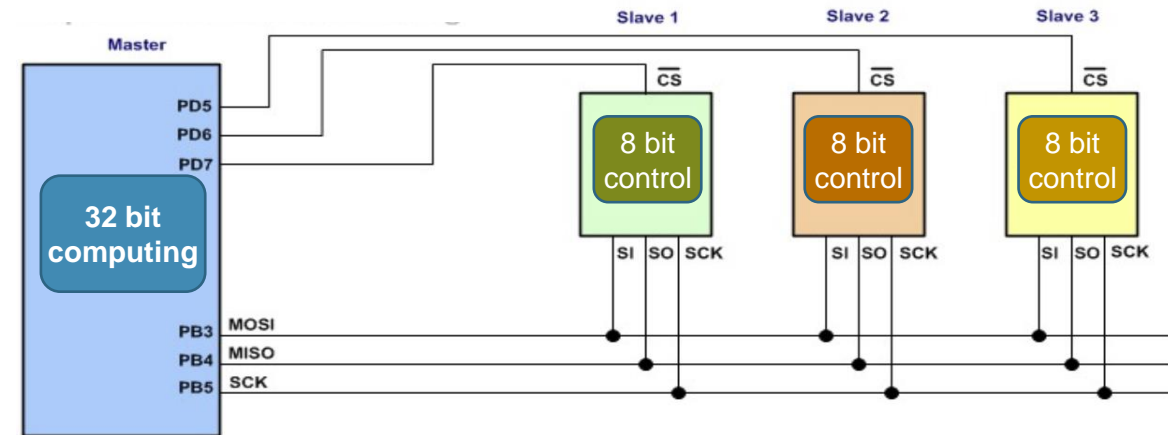 Slave 1
Slave 2
Slave 3
Master
CS
CS
CS
PD5
PD6
PD7
8 bit
control
8 bit
control
8 bit
control
32 bit
computing
SI SO SCK
SI SO SCK
SI SO SCK
PB3 MOSI
PB4 MISO
PB5 SCK